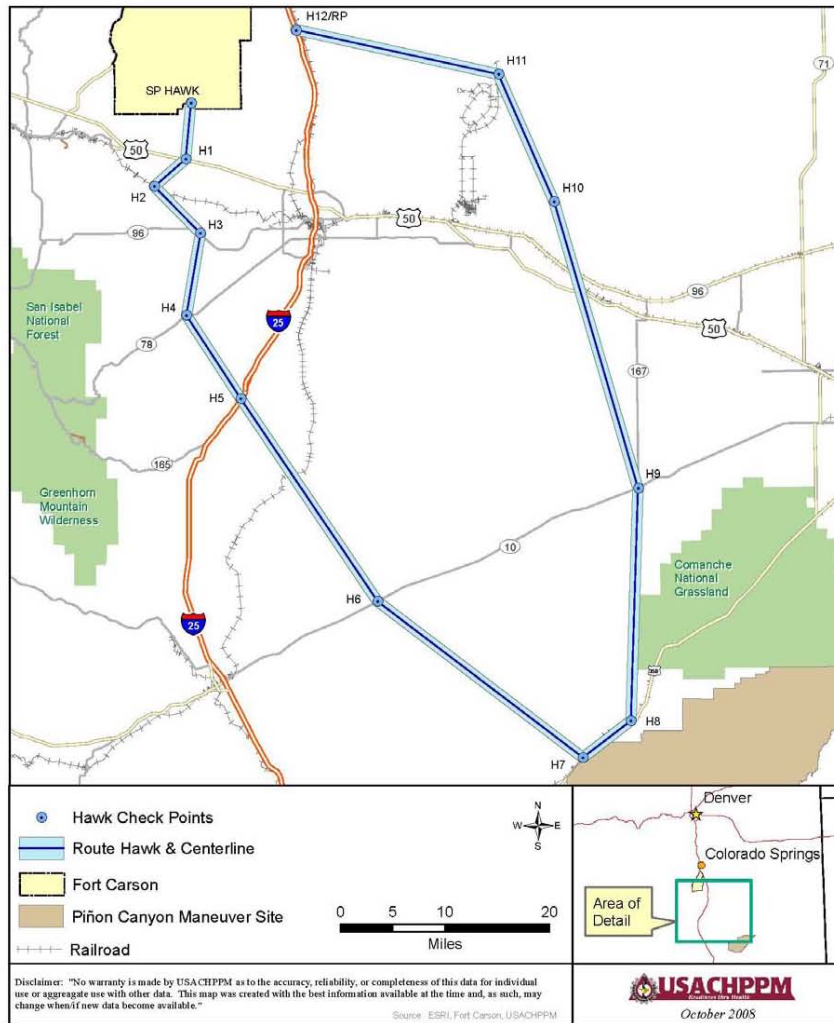 H12/RP
H11
71
SP HAWK
50
H1
H2
H10
H3
96
50
San Isabel
National
Forest
H4
25
96
50
78
167
H5
165
Greenhorn
Mountain
Wilderness
H9
10
Comanche
National
Grassland
H6
25
H8
H7
Hawk Check Points
Route Hawk & Centerline
Fort Carson
Piñon Canyon Maneuver Site
Railroad
N
W E
S
0 5 10 20
Miles
Denver
Colorado Springs
Area of
Detail
Disclaimer: "No warranty is made by USACHPPM as to the accuracy, reliability, or completeness of this data for individual
use or aggreagate use with other data. This map was created with the best information available at the time and, as such, may
change when/if new data become available."
Source: ESRI, Fort Carson, USACHPPM
USACHPPM
Readiness thru Health
October 2008